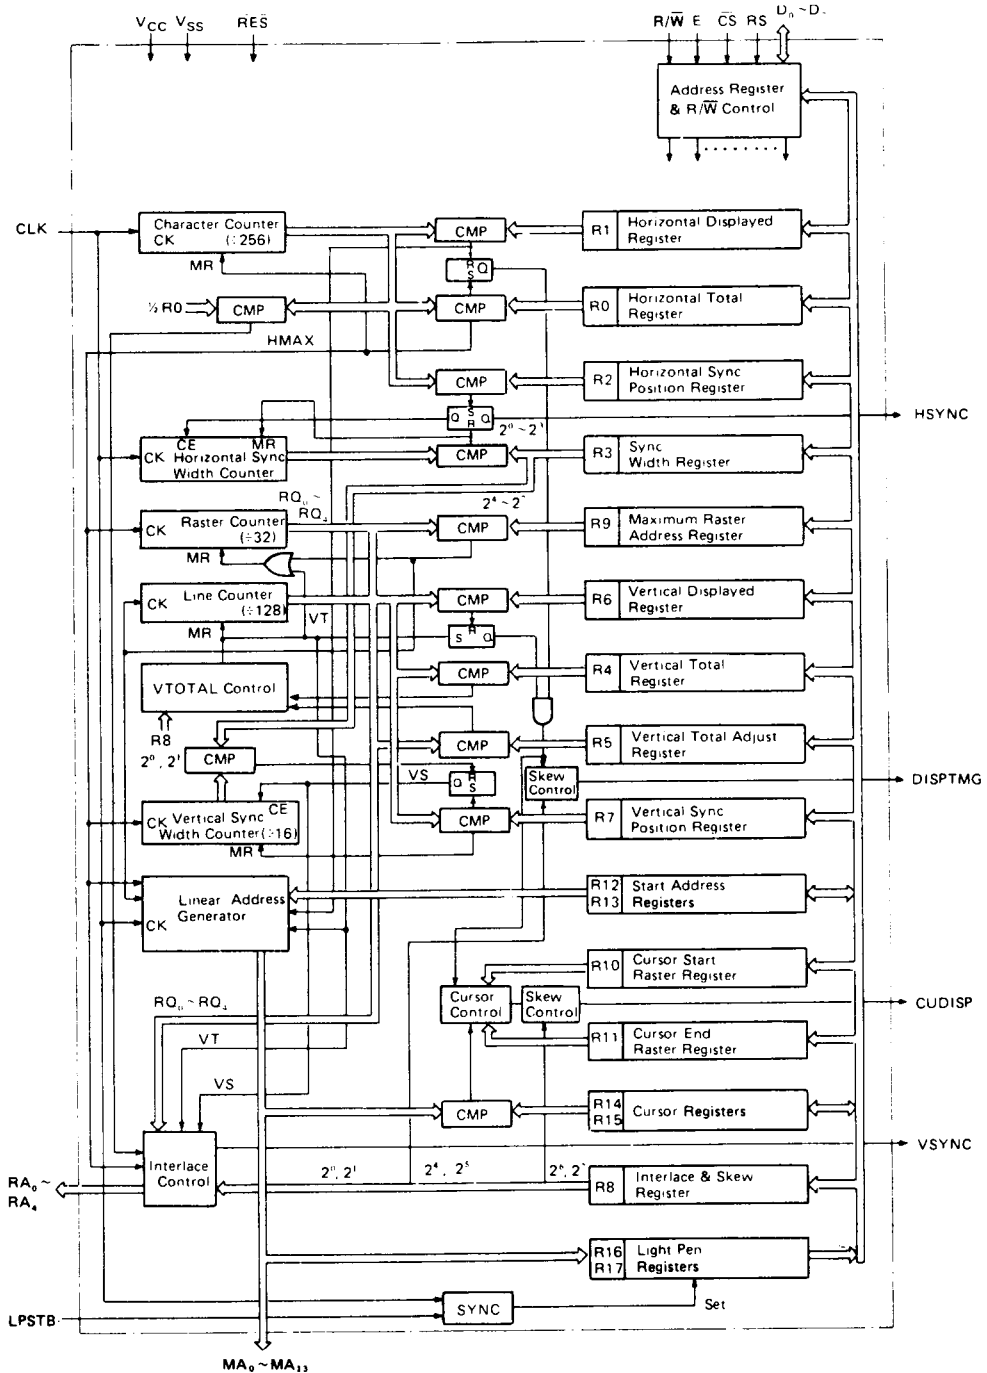 VCC VSS RES R/W E CS RS D0~D
Address Register
& R/W Control
CLK
Character Counter
CK (÷256)
MR
CMP
R1 Horizontal Displayed
Register
R S Q
½ R0
CMP
CMP
R0 Horizontal Total
Register
HMAX
CMP
R2 Horizontal Sync
Position Register
Q S R Q
HSYNC
2⁰~2³
CE MR
CK Horizontal Sync
Width Counter
CMP
R3 Sync
Width Register
RQ0~
RQ4
2⁴~2
CK Raster Counter
(÷32)
MR
CMP
R9 Maximum Raster
Address Register
CK Line Counter
(÷128)
MR
VT
CMP
R6 Vertical Displayed
Register
S R Q
VTOTAL Control
R8
2⁰, 2¹
CMP
R4 Vertical Total
Register
CMP
CMP
R5 Vertical Total Adjust
Register
VS
Q R S
Skew
Control
DISPTMG
CE
CK Vertical Sync
Width Counter (÷16)
MR
CMP
R7 Vertical Sync
Position Register
Linear Address
Generator
CK
R12 Start Address
R13 Registers
R10 Cursor Start
Raster Register
RQ0~RQ4
Cursor
Control
Skew
Control
CUDISP
VT
R11 Cursor End
Raster Register
VS
CMP
R14 Cursor Registers
R15
VSYNC
Interlace
Control
RA0~
RA4
2⁰, 2¹
2⁴, 2⁵
2⁶, 2
R8 Interlace & Skew
Register
R16 Light Pen
R17 Registers
LPSTB
SYNC
Set
MA0~MA13